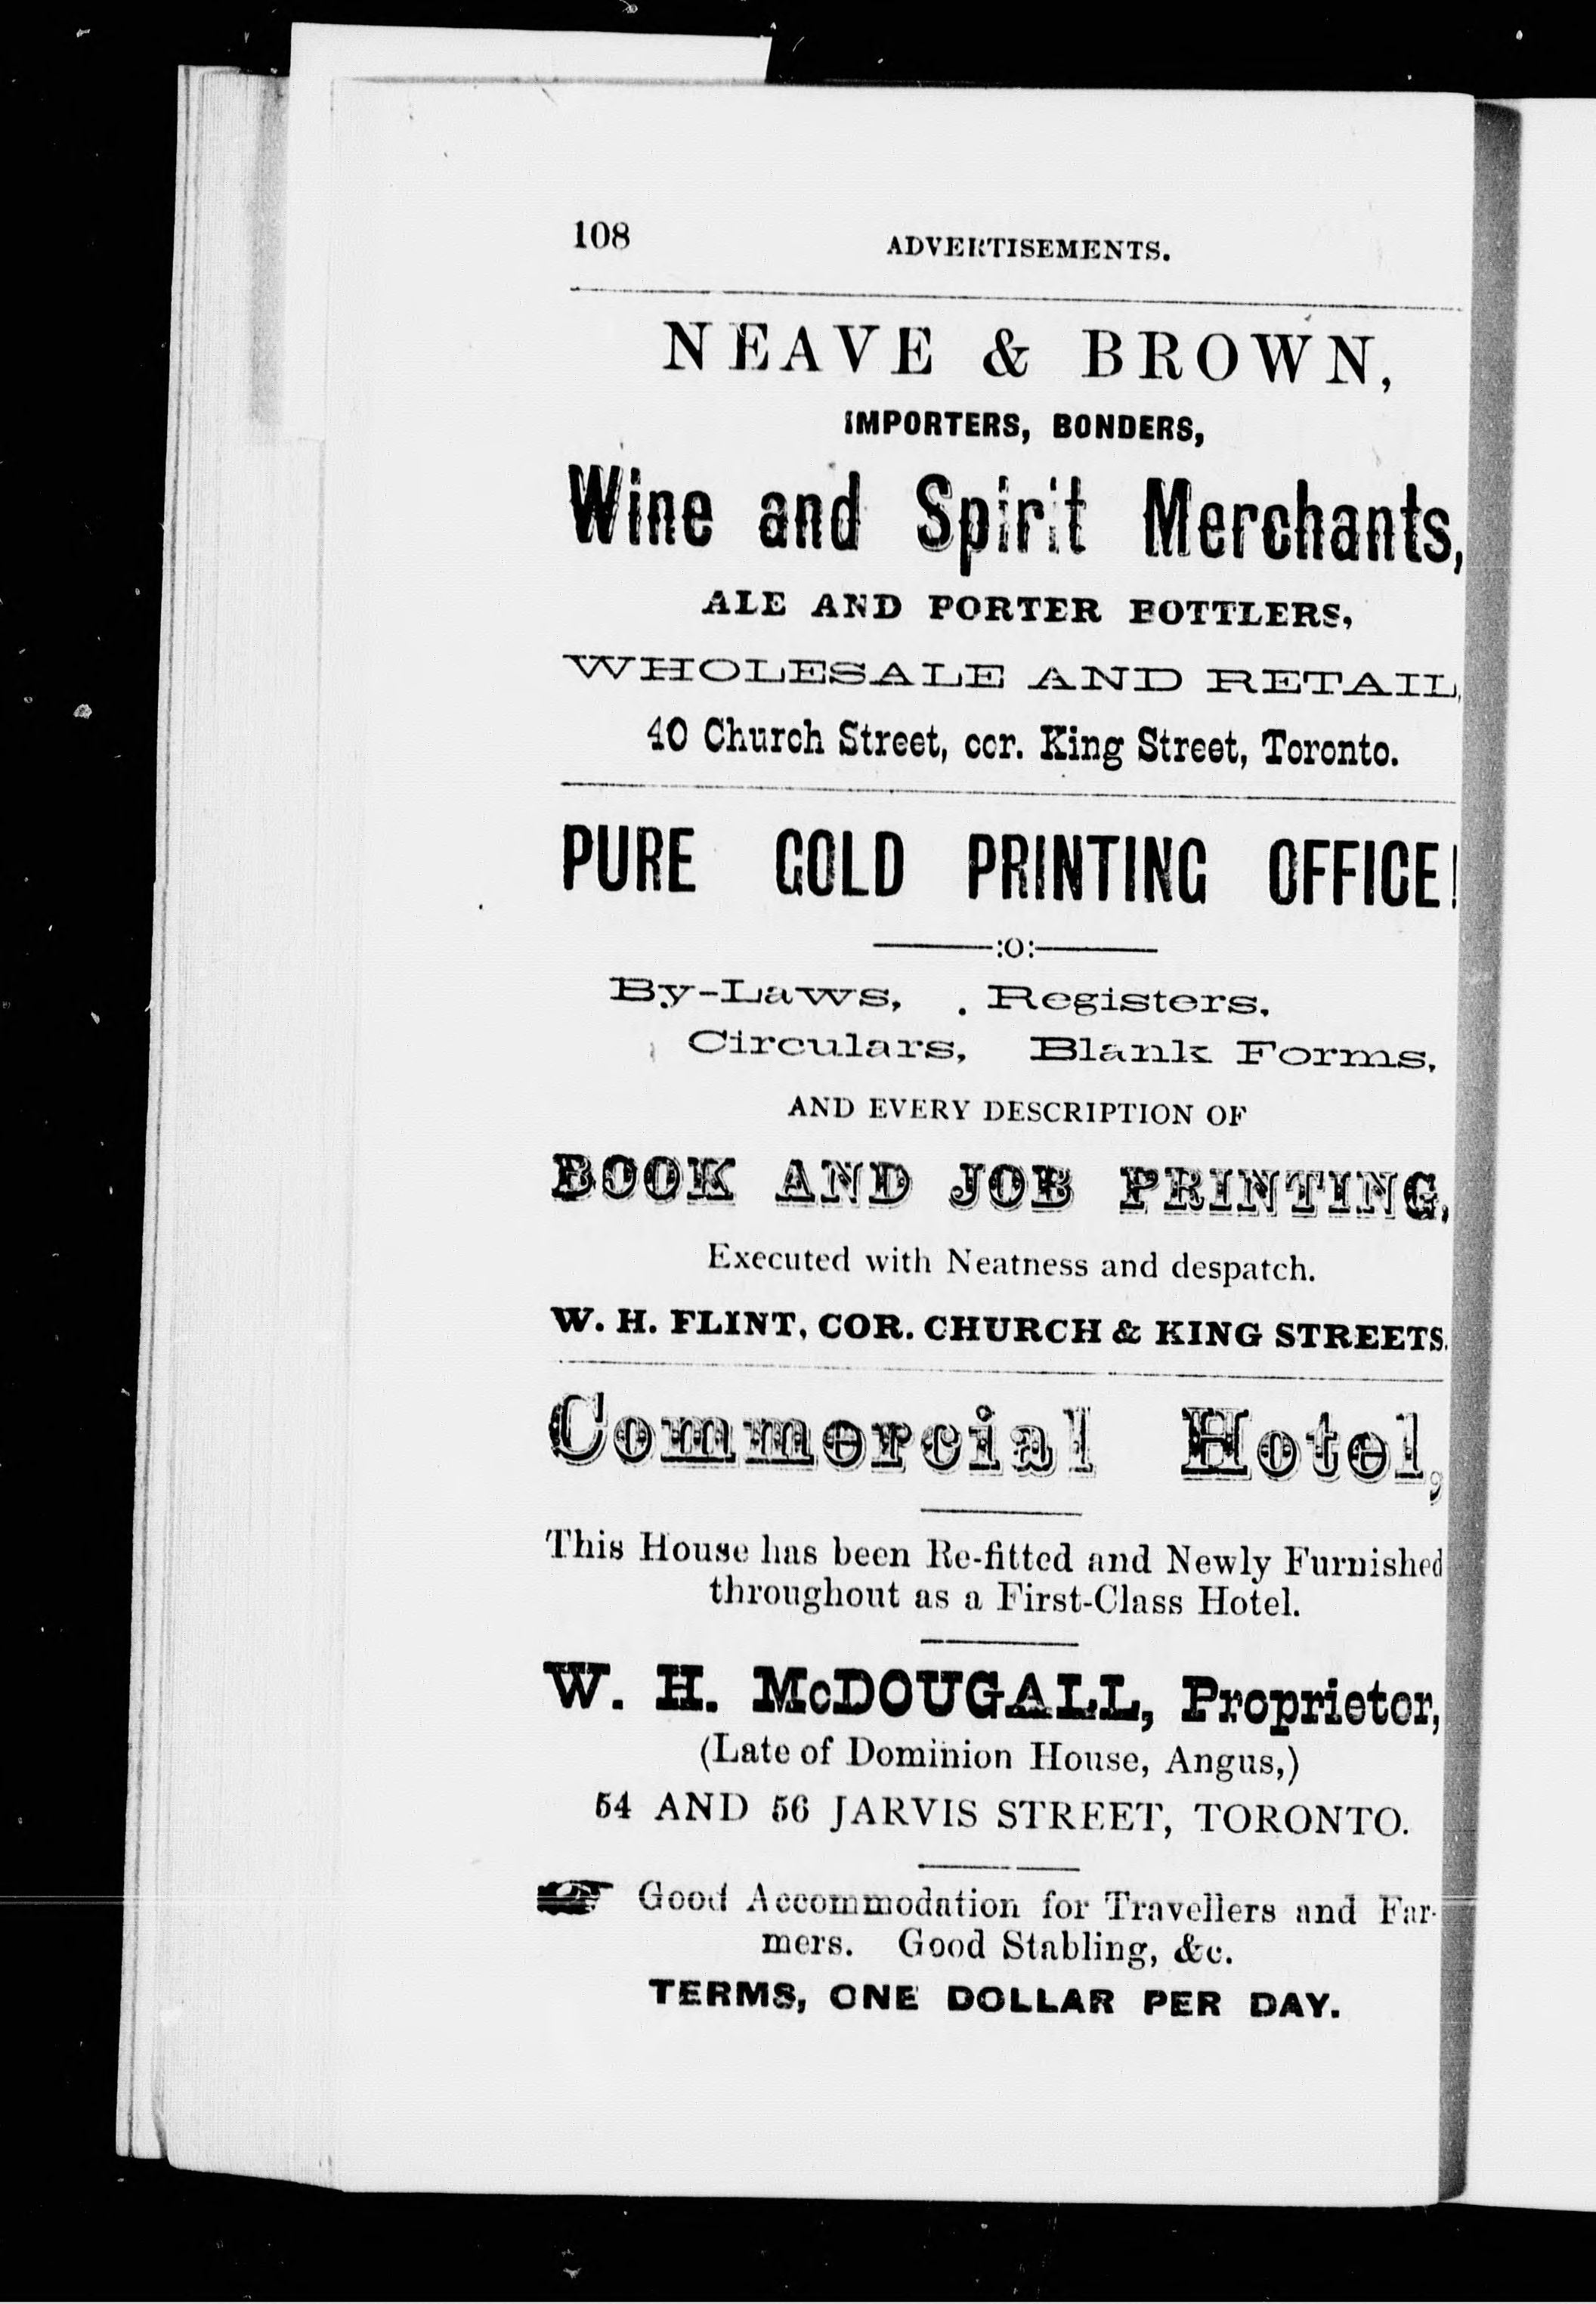 108
ADVERTISEMENTS.
NEAVE & BROWN,
IMPORTERS, BONDERS,
Wine and Spirit Merchants,
ALE AND PORTER BOTTLERS,
WHOLESALE AND RETAIL,
40 Church Street, cor. King Street, Toronto.
PURE GOLD PRINTING OFFICE!
:O:
By-Laws, . Registers,
Circulars, Blank Forms,
AND EVERY DESCRIPTION OF
BOOK AND JOB PRINTING,
Executed with Neatness and despatch.
W. H. FLINT, COR. CHURCH & KING STREETS.
Commercial Hotel,
This House has been Re-fitted and Newly Furnished
throughout as a First-Class Hotel.
W. H. McDOUGALL, Proprietor,
(Late of Dominion House, Angus,)
54 AND 56 JARVIS STREET, TORONTO.
☞ Good Accommodation for Travellers and Far-
mers. Good Stabling, &c.
TERMS, ONE DOLLAR PER DAY.